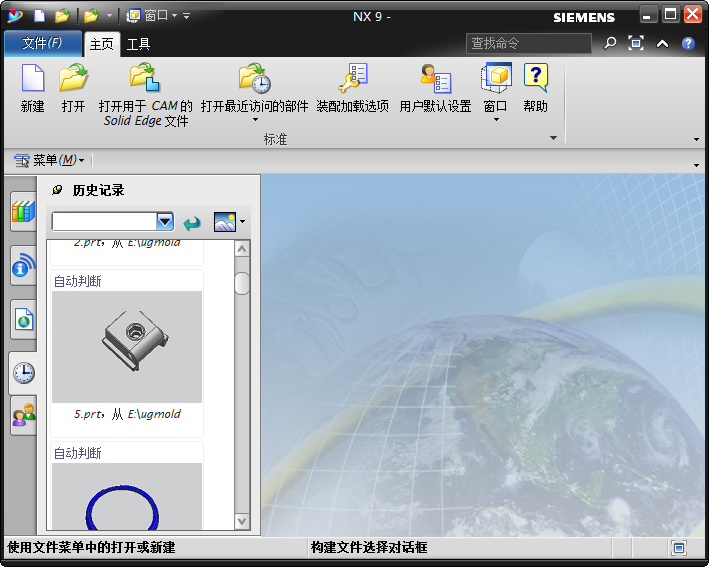 窗口
NX 9 -
SIEMENS
文件(F)
主页
工具
查找命令
新建
打开
打开用于 CAM 的
Solid Edge 文件
打开最近访问的部件
装配加载选项
用户默认设置
窗口
帮助
标准
菜单(M)
历史记录
2.prt，从 E:\ugmold
自动判断
5.prt，从 E:\ugmold
自动判断
使用文件菜单中的打开或新建
构建文件选择对话框